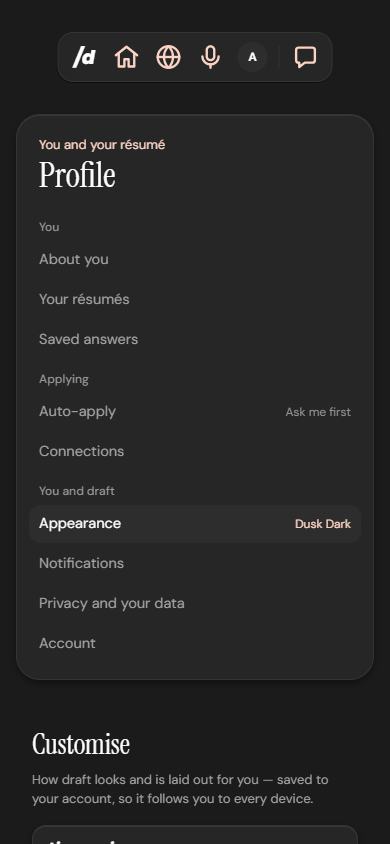 /d
A
You and your résumé
Profile
You
About you
Your résumés
Saved answers
Applying
Auto-apply Ask me first
Connections
You and draft
Appearance Dusk Dark
Notifications
Privacy and your data
Account
Customise
How draft looks and is laid out for you — saved to
your account, so it follows you to every device.